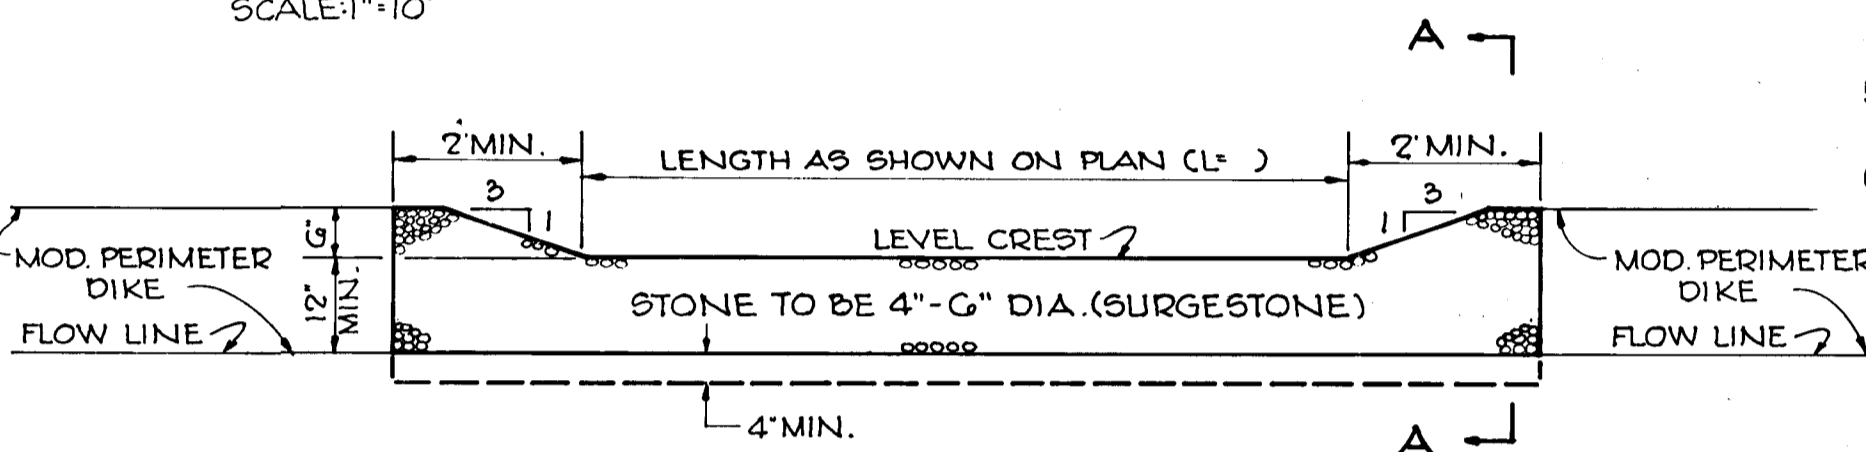 SCALE:1"=10'
A
2'MIN.
LENGTH AS SHOWN ON PLAN (L= )
2'MIN.
3
1
3
1
6"
LEVEL CREST
MOD. PERIMETER
DIKE
12"
MIN.
STONE TO BE 4"-6" DIA.(SURGESTONE)
MOD. PERIMETER
DIKE
FLOW LINE
FLOW LINE
4"MIN.
A